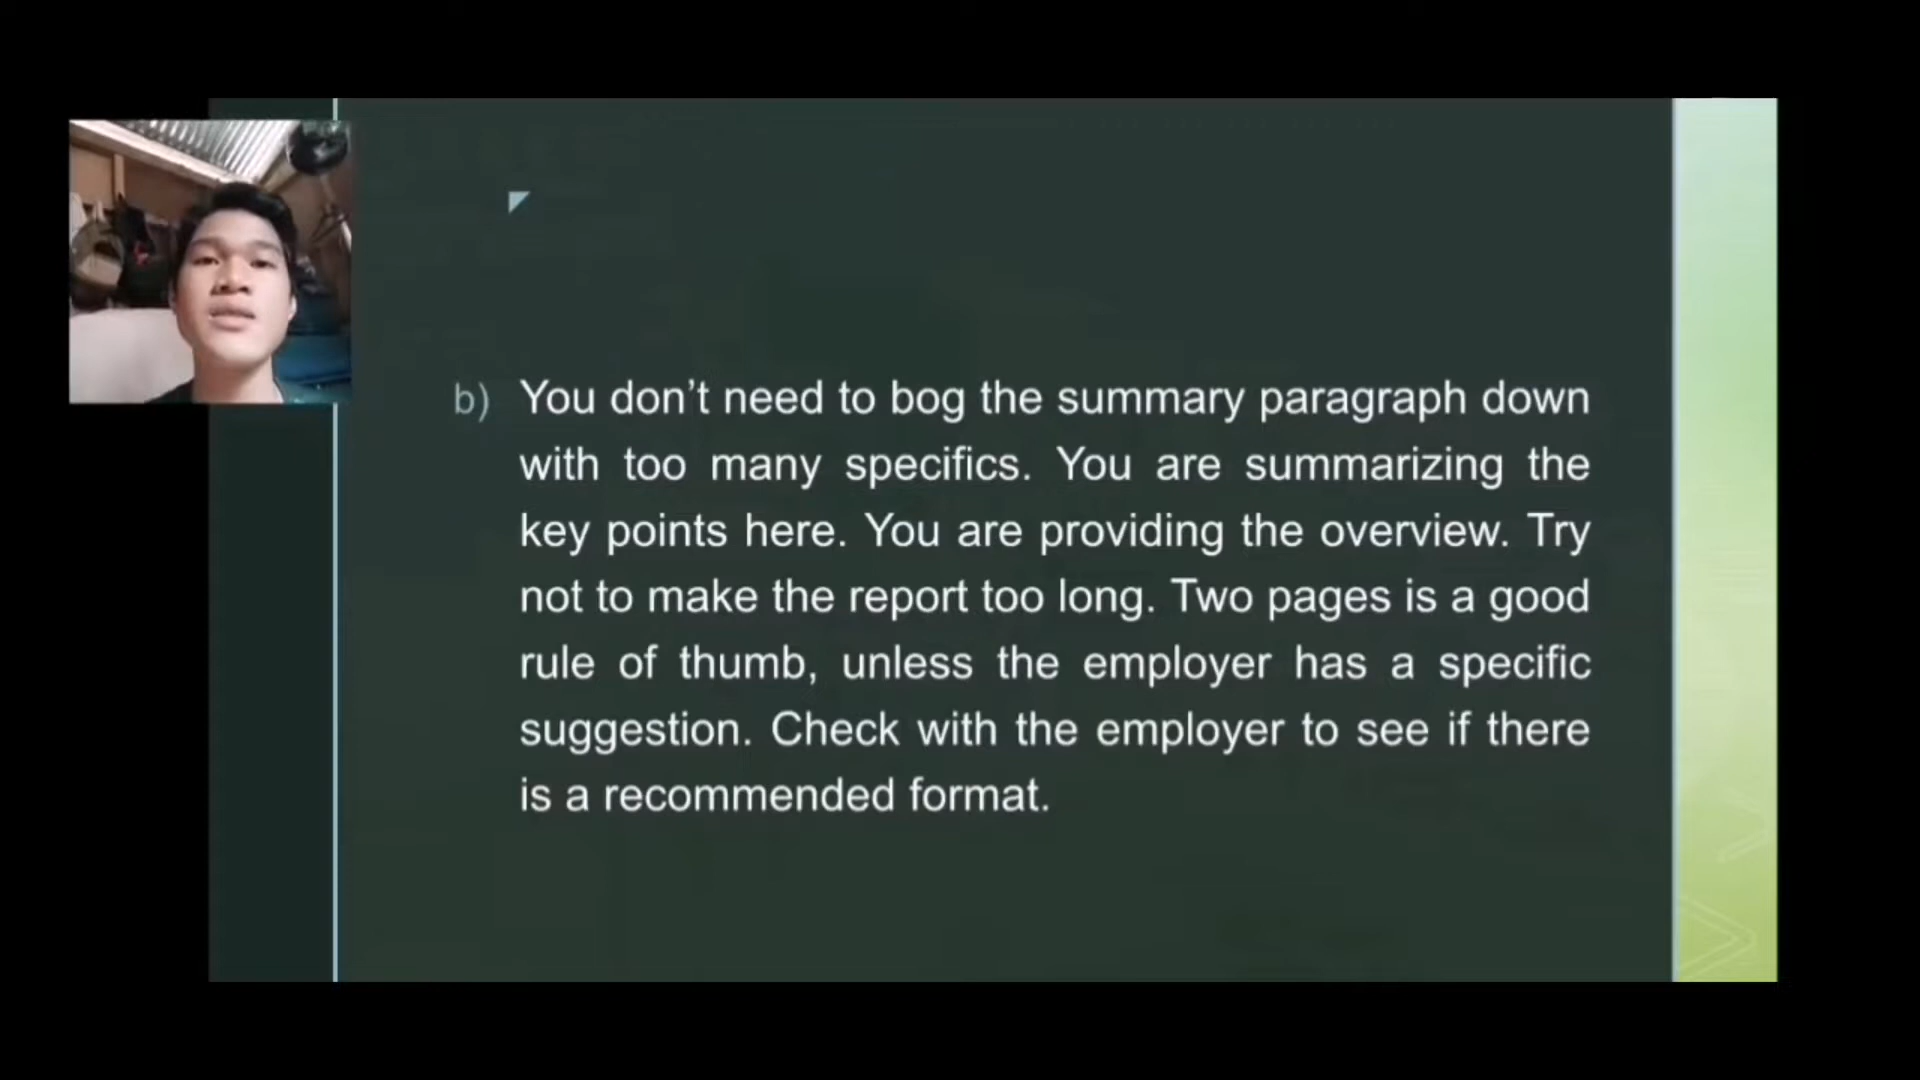 b) You don’t need to bog the summary paragraph down
with too many specifics. You are summarizing the
key points here. You are providing the overview. Try
not to make the report too long. Two pages is a good
rule of thumb, unless the employer has a specific
suggestion. Check with the employer to see if there
is a recommended format.